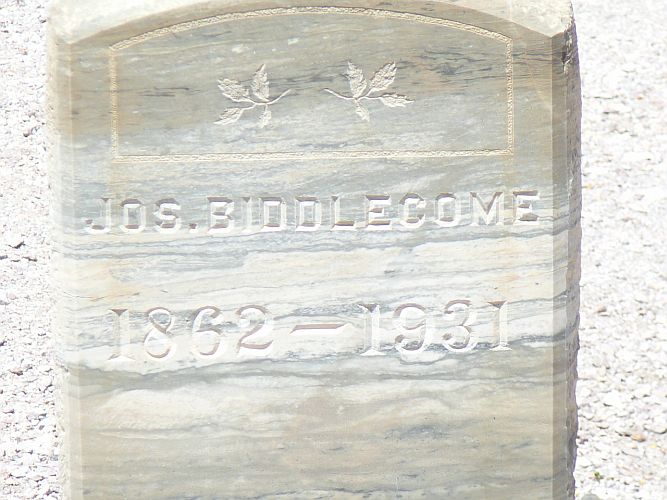 JOS. BIDDLECOME
1862 — 1931